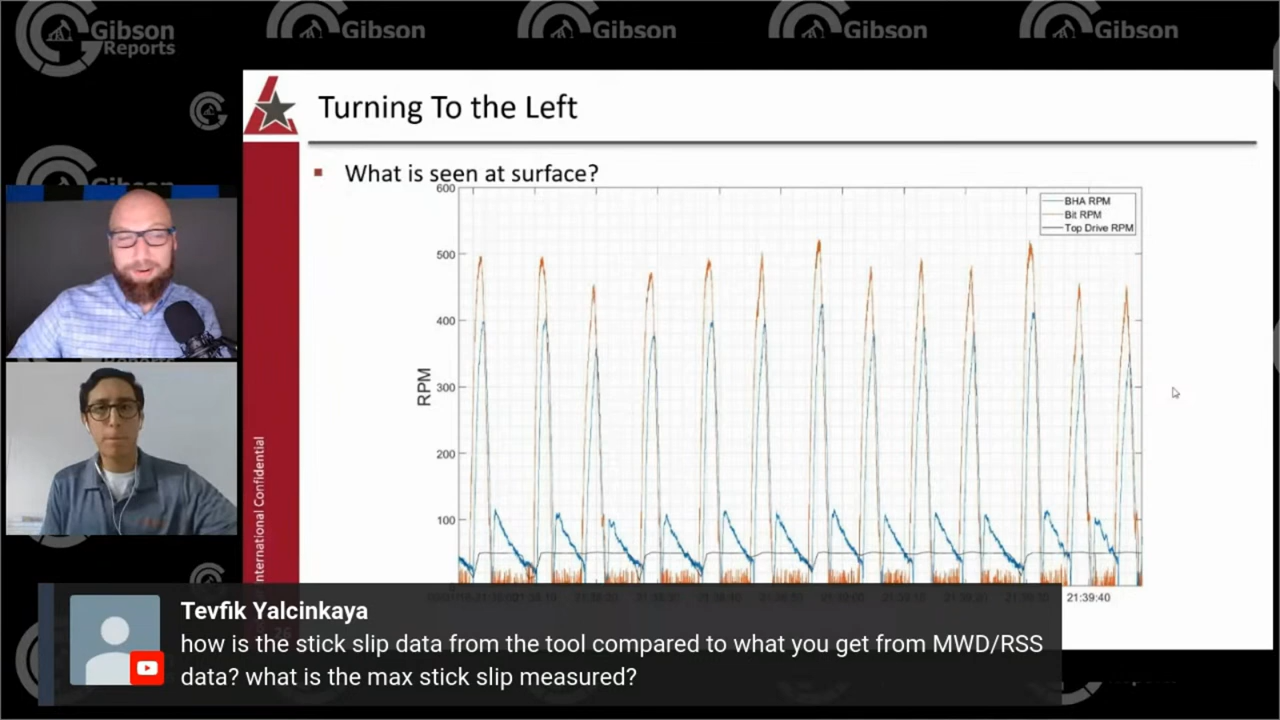 Gibson
Reports
Gibson
Gibson
Gibson
Gibson
Turning To the Left
What is seen at surface?
600
500
400
300
200
100
RPM
BHA RPM
Bit RPM
Top Drive RPM
21:39:40
International Confidential
Tevfik Yalcinkaya
how is the stick slip data from the tool compared to what you get from MWD/RSS
data? what is the max stick slip measured?